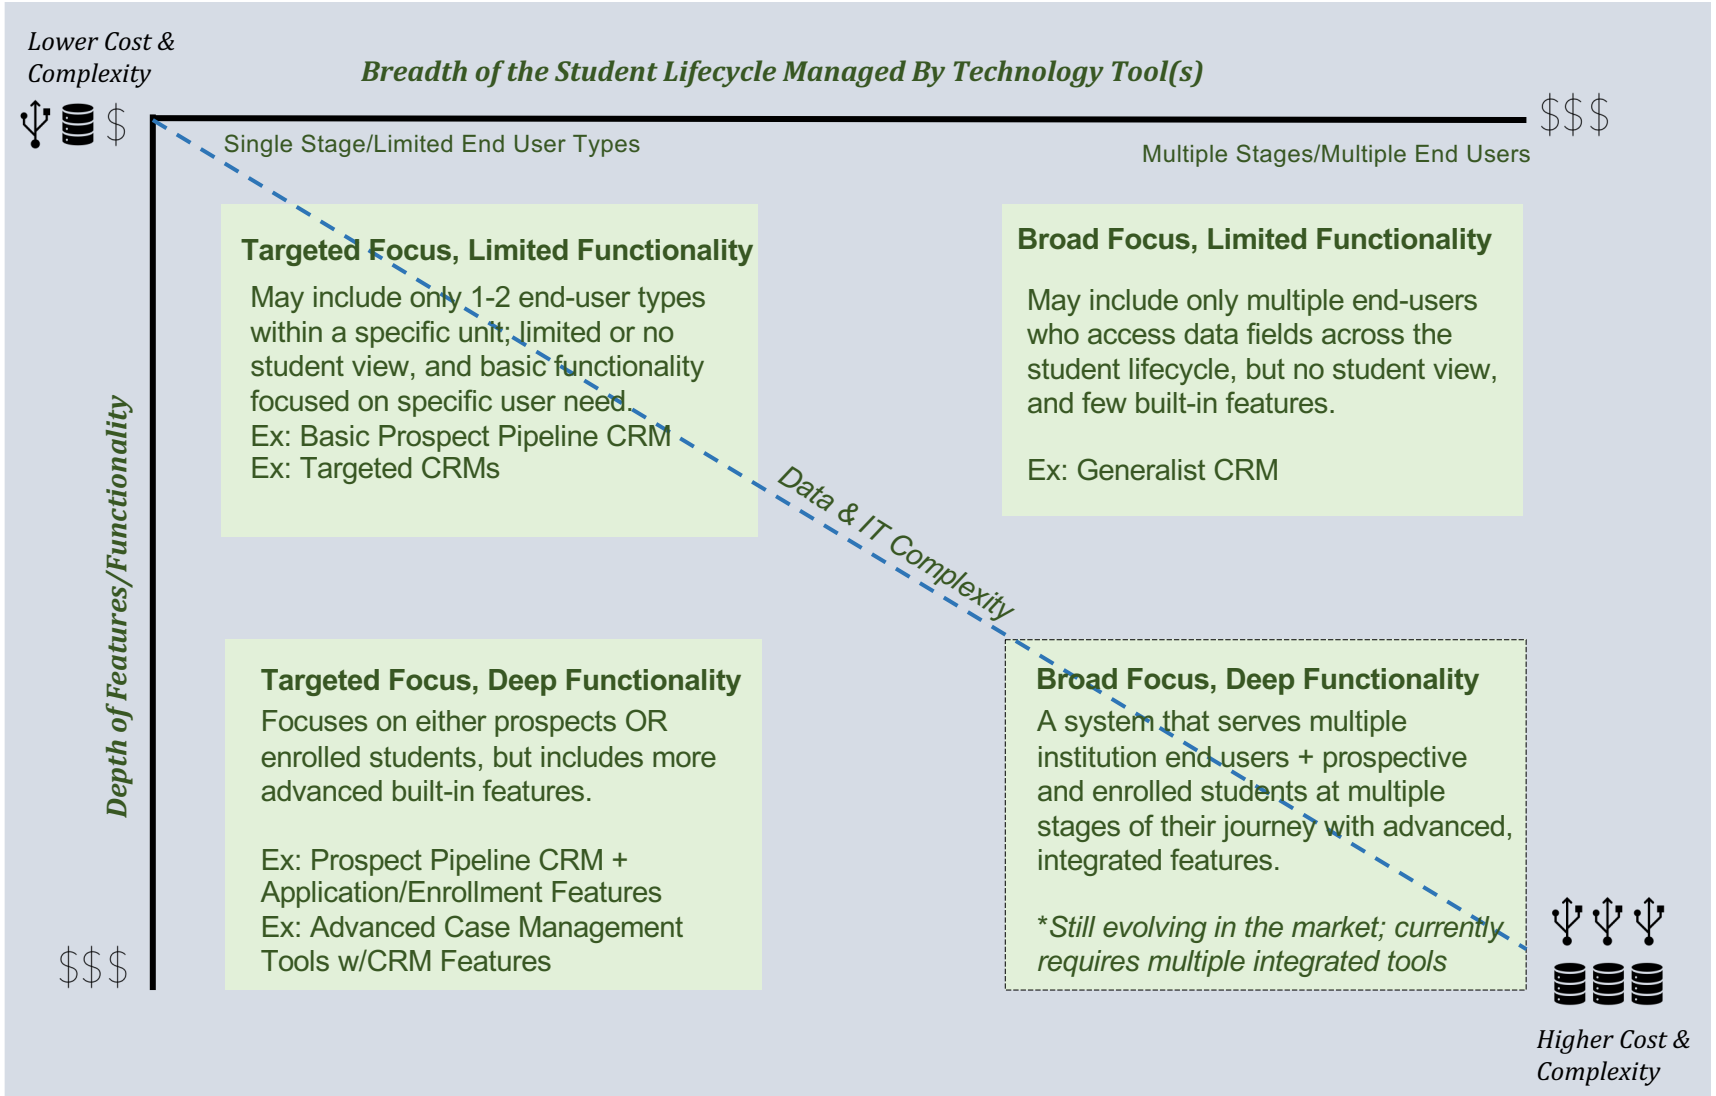 Lower Cost &
Complexity
$
Breadth of the Student Lifecycle Managed By Technology Tool(s)
$$$
Single Stage/Limited End User Types
Multiple Stages/Multiple End Users
Depth of Features/Functionality
Targeted Focus, Limited Functionality
May include only 1-2 end-user types
within a specific unit; limited or no
student view, and basic functionality
focused on specific user need.
Ex: Basic Prospect Pipeline CRM
Ex: Targeted CRMs
Broad Focus, Limited Functionality
May include only multiple end-users
who access data fields across the
student lifecycle, but no student view,
and few built-in features.
Ex: Generalist CRM
Data & IT Complexity
Targeted Focus, Deep Functionality
Focuses on either prospects OR
enrolled students, but includes more
advanced built-in features.
Ex: Prospect Pipeline CRM +
Application/Enrollment Features
Ex: Advanced Case Management
Tools w/CRM Features
$$$
Broad Focus, Deep Functionality
A system that serves multiple
institution end users + prospective
and enrolled students at multiple
stages of their journey with advanced,
integrated features.
*Still evolving in the market; currently
requires multiple integrated tools
Higher Cost &
Complexity